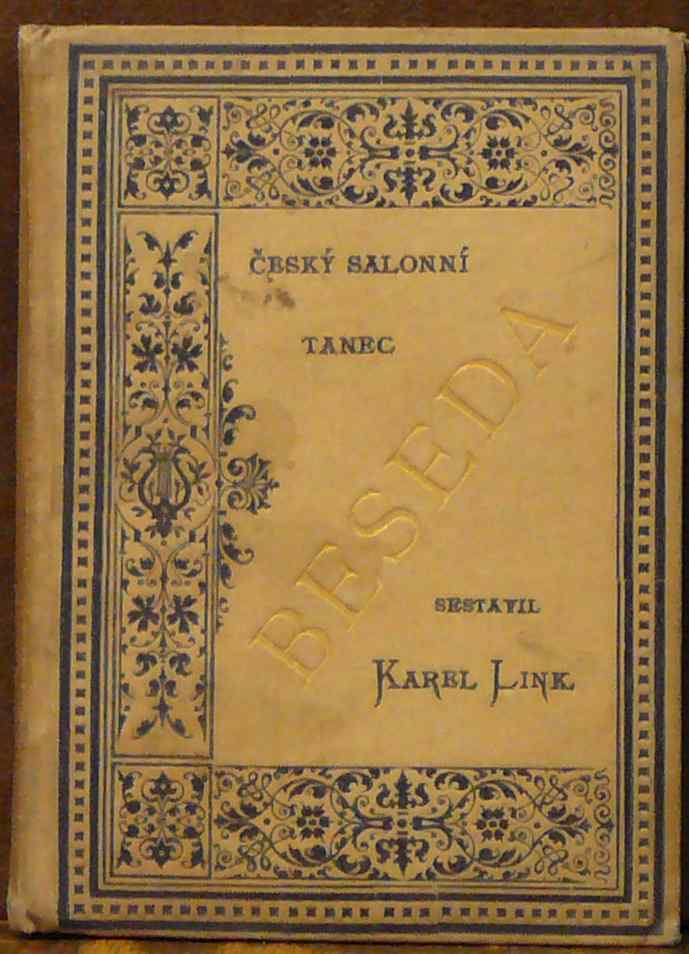 ČESKÝ SALONNÍ
TANEC
BESEDA
SESTAVIL
KAREL LINK